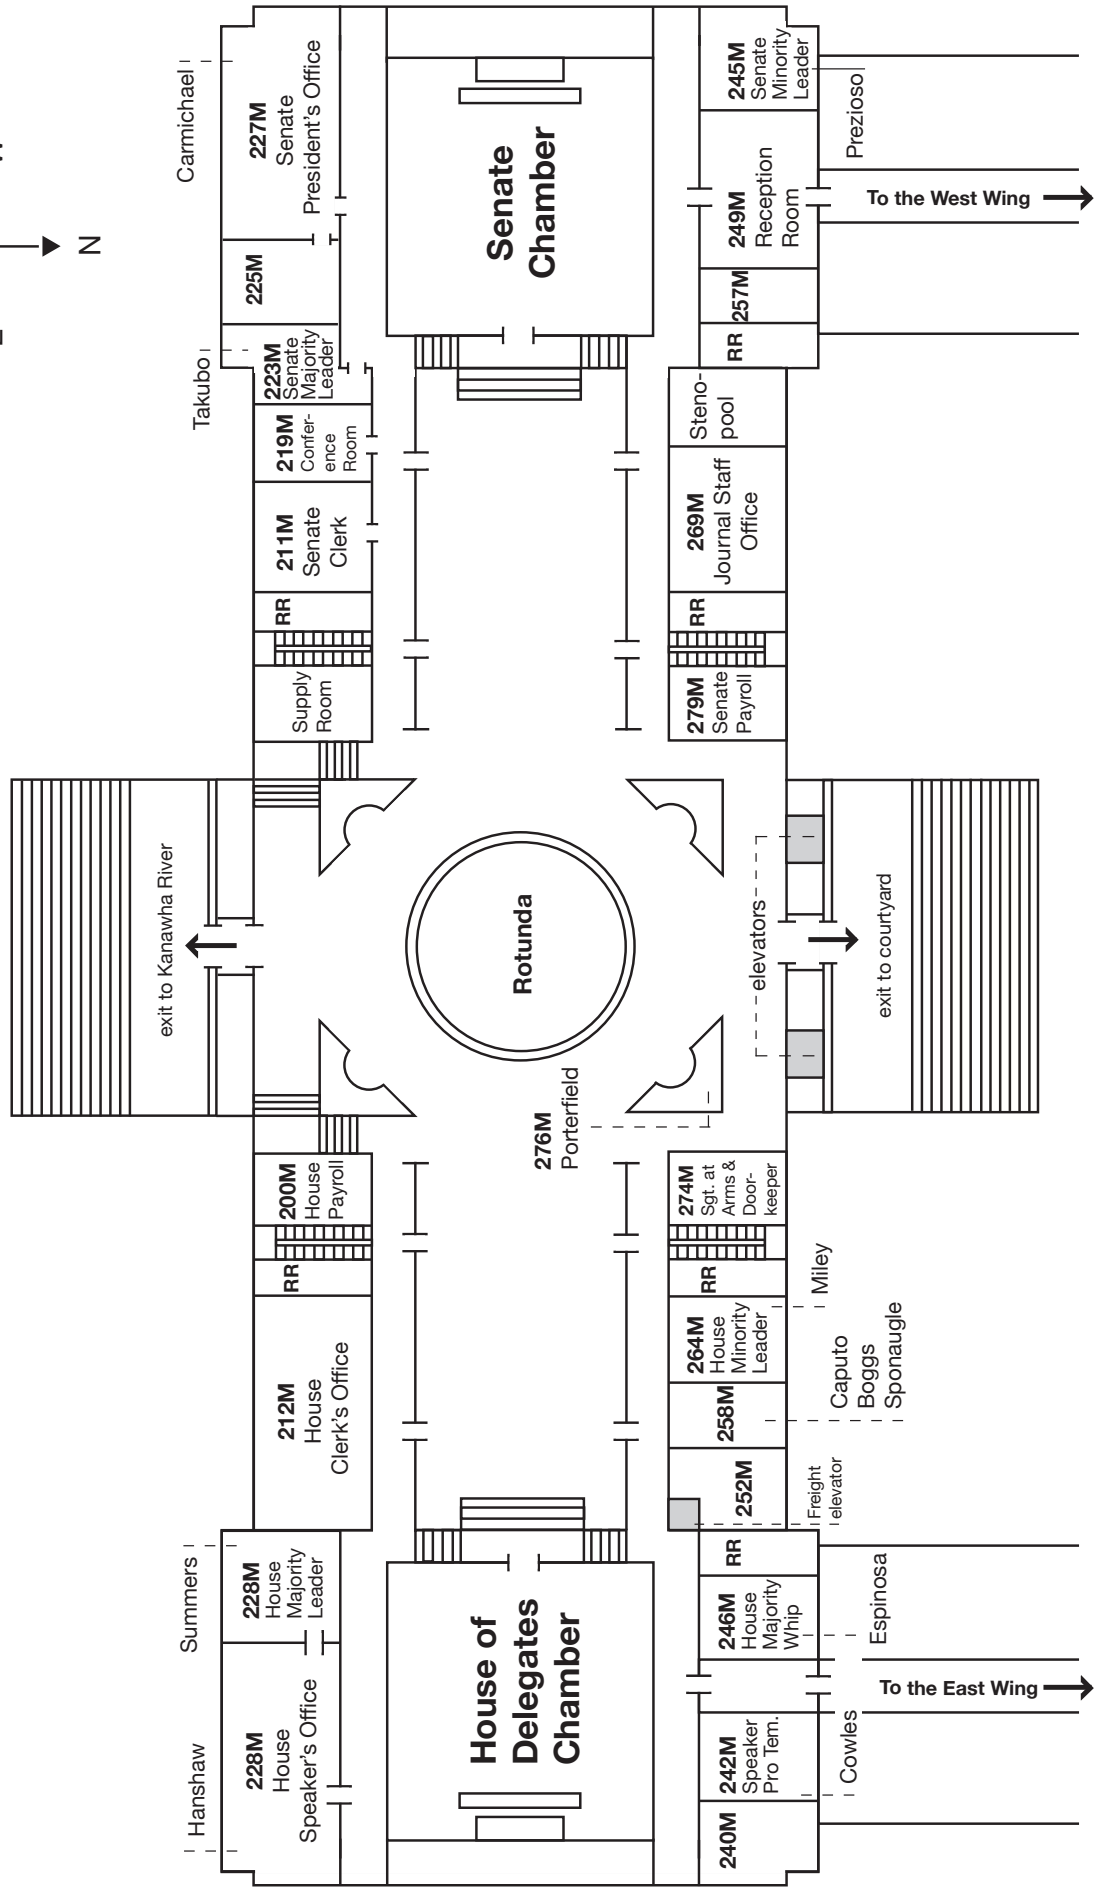 N
exit to Kanawha River
Hanshaw
Summers
Takubo
Carmichael
228M
House
Speaker's Office
228M
House
Majority
Leader
212M
House
Clerk's Office
RR
200M
House
Payroll
Supply
Room
RR
211M
Senate
Clerk
219M
Confer-
ence
Room
223M
Senate
Majority
Leader
225M
227M
Senate
President's Office
House of
Delegates
Chamber
Rotunda
Senate
Chamber
276M
Porterfield
240M
242M
Speaker
Pro Tem.
246M
House
Majority
Whip
RR
252M
258M
264M
House
Minority
Leader
RR
274M
Sgt. at
Arms &
Door-
keeper
elevators
279M
Senate
Payroll
RR
269M
Journal Staff
Office
Steno-
pool
RR
257M
249M
Reception
Room
245M
Senate
Minority
Leader
Cowles
To the East Wing
Espinosa
Freight
elevator
Caputo
Boggs
Sponaugle
Miley
exit to courtyard
To the West Wing
Prezioso